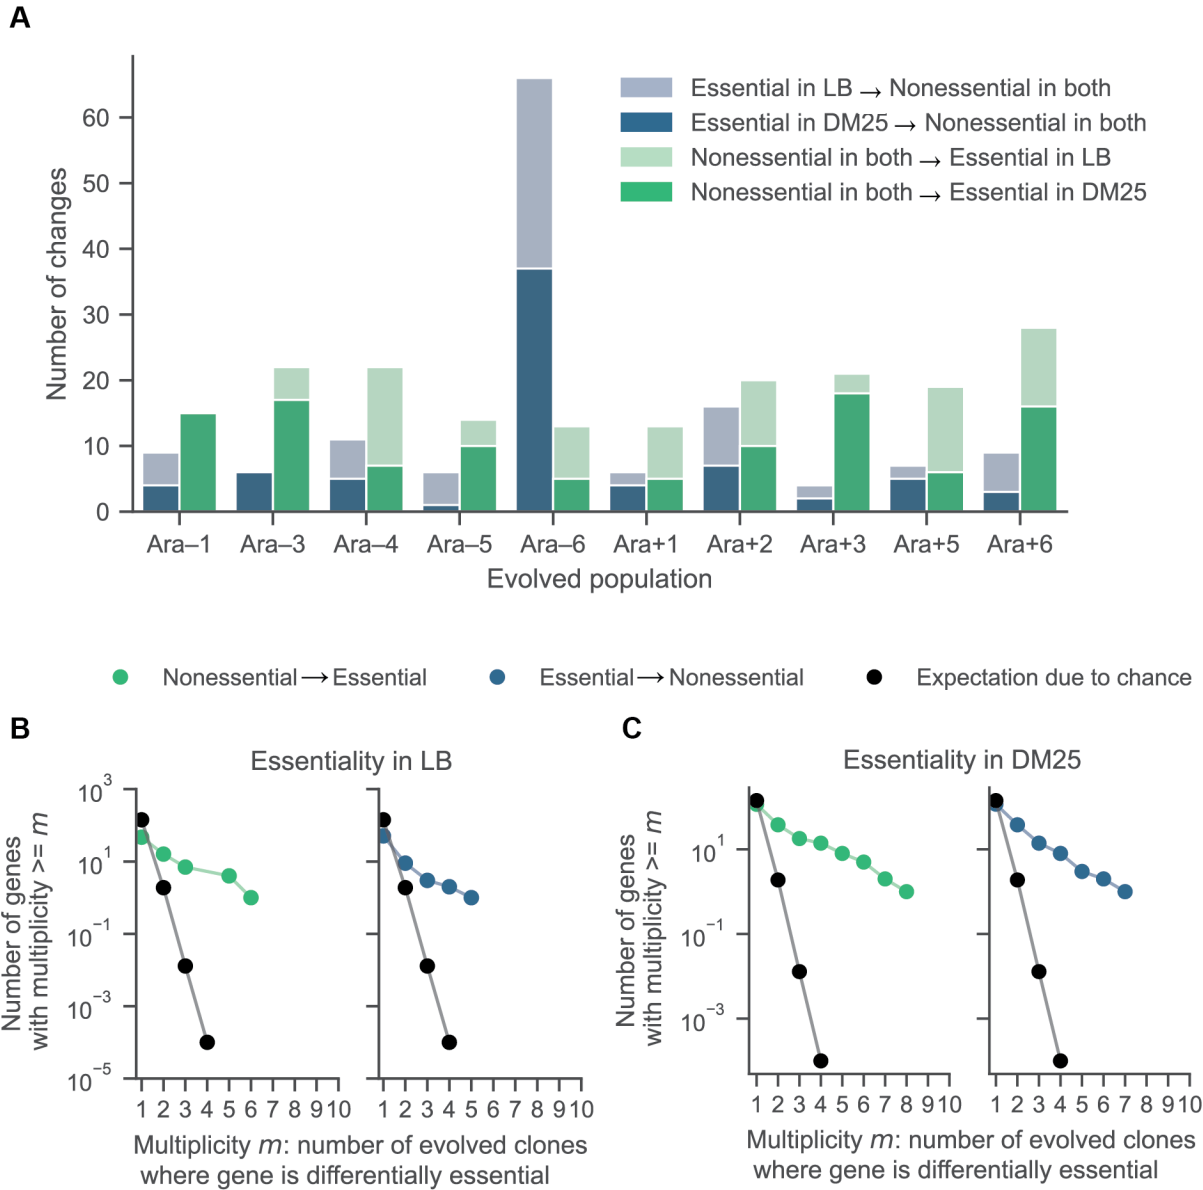 A
Number of changes
60
50
40
30
20
10
0
Essential in LB → Nonessential in both
Essential in DM25 → Nonessential in both
Nonessential in both → Essential in LB
Nonessential in both → Essential in DM25
Ara–1 Ara–3 Ara–4 Ara–5 Ara–6 Ara+1 Ara+2 Ara+3 Ara+5 Ara+6
Evolved population
Nonessential → Essential
Essential → Nonessential
Expectation due to chance
B
Essentiality in LB
Number of genes
with multiplicity >= m
10³
10¹
10⁻¹
10⁻³
10⁻⁵
1 2 3 4 5 6 7 8 9 10
1 2 3 4 5 6 7 8 9 10
Multiplicity m: number of evolved clones
where gene is differentially essential
C
Essentiality in DM25
Number of genes
with multiplicity >= m
10¹
10⁻¹
10⁻³
1 2 3 4 5 6 7 8 9 10
1 2 3 4 5 6 7 8 9 10
Multiplicity m: number of evolved clones
where gene is differentially essential